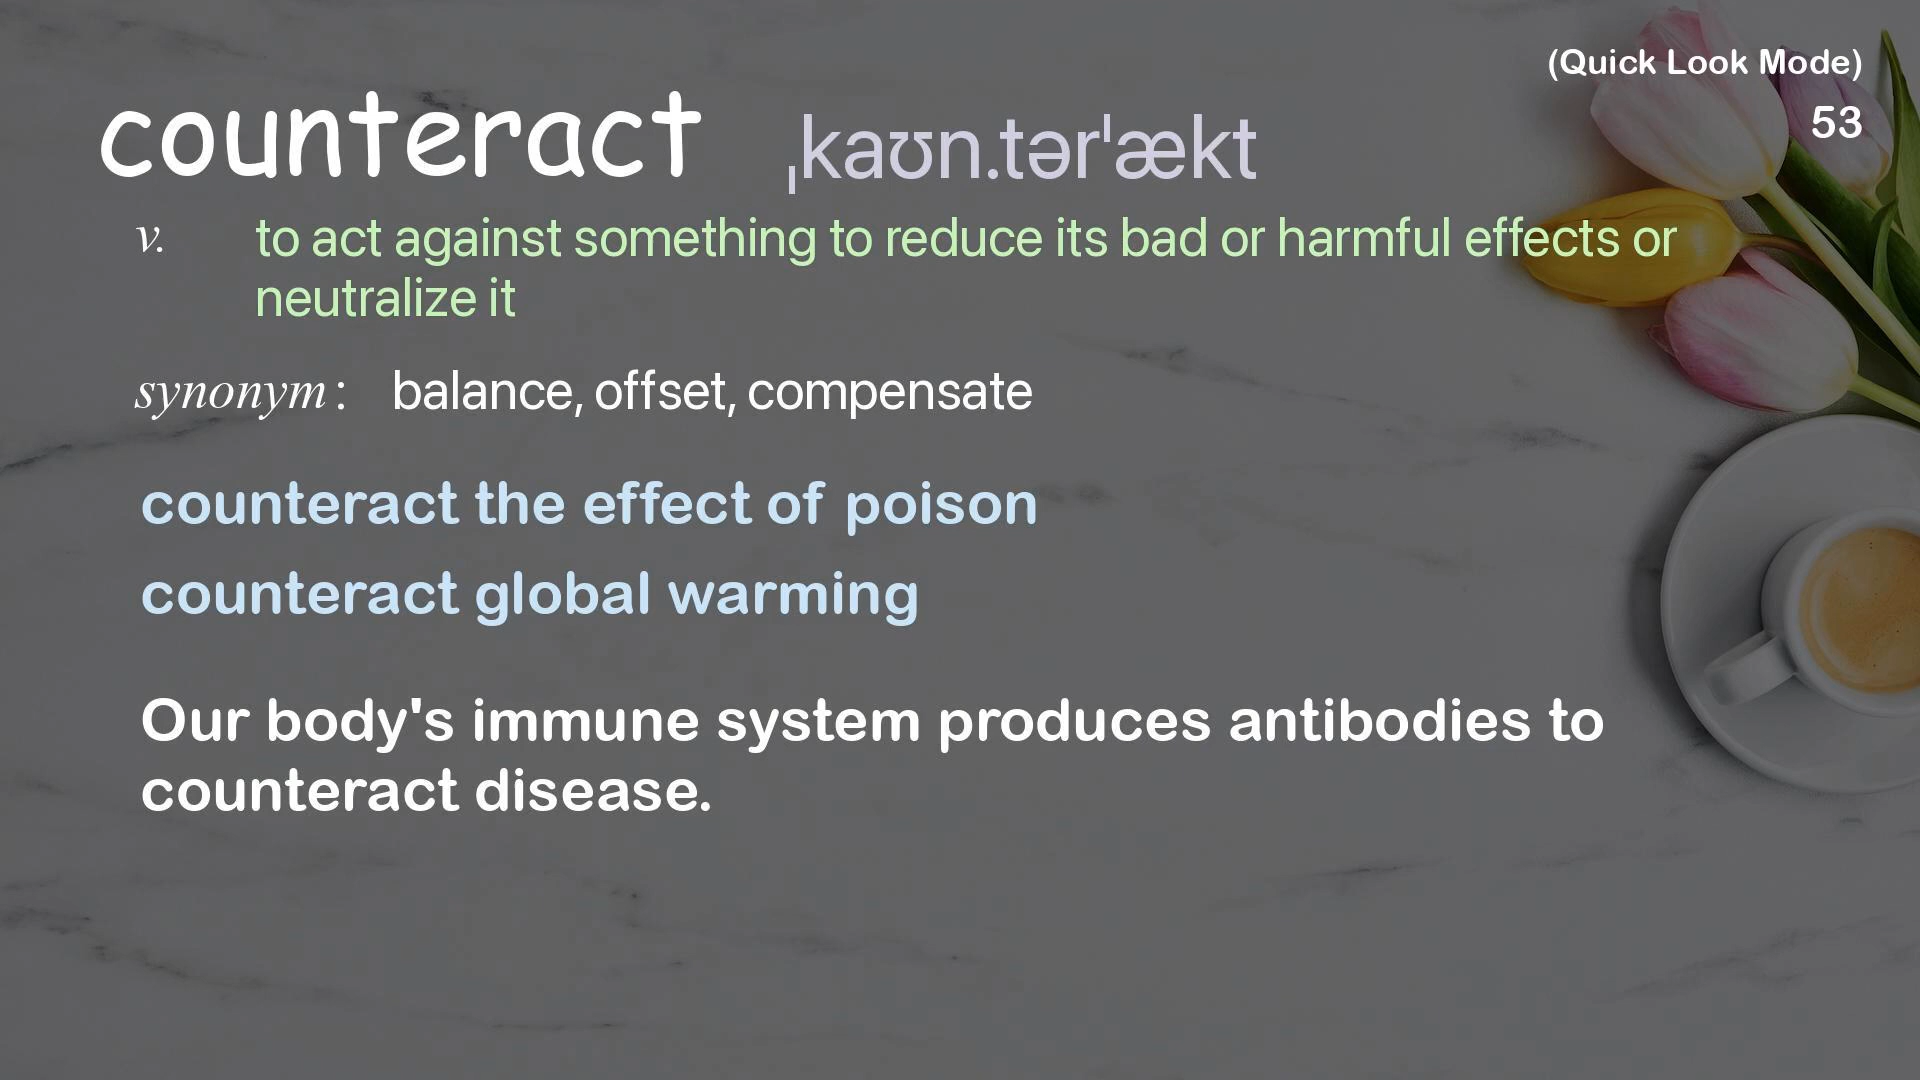 (Quick Look Mode)
53
counteract ˌkaʊn.tərˈækt
v. to act against something to reduce its bad or harmful effects or
neutralize it
synonym: balance, offset, compensate
counteract the effect of poison
counteract global warming
Our body's immune system produces antibodies to
counteract disease.